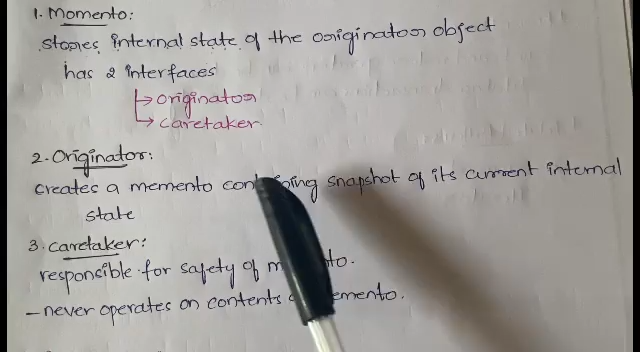 1. Momento:
stores internal state of the originator object
has 2 interfaces
→ originator
→ caretaker
2. Originator:
creates a memento containing snapshot of its current internal
state
3. caretaker:
responsible for safety of
- never operates on contents